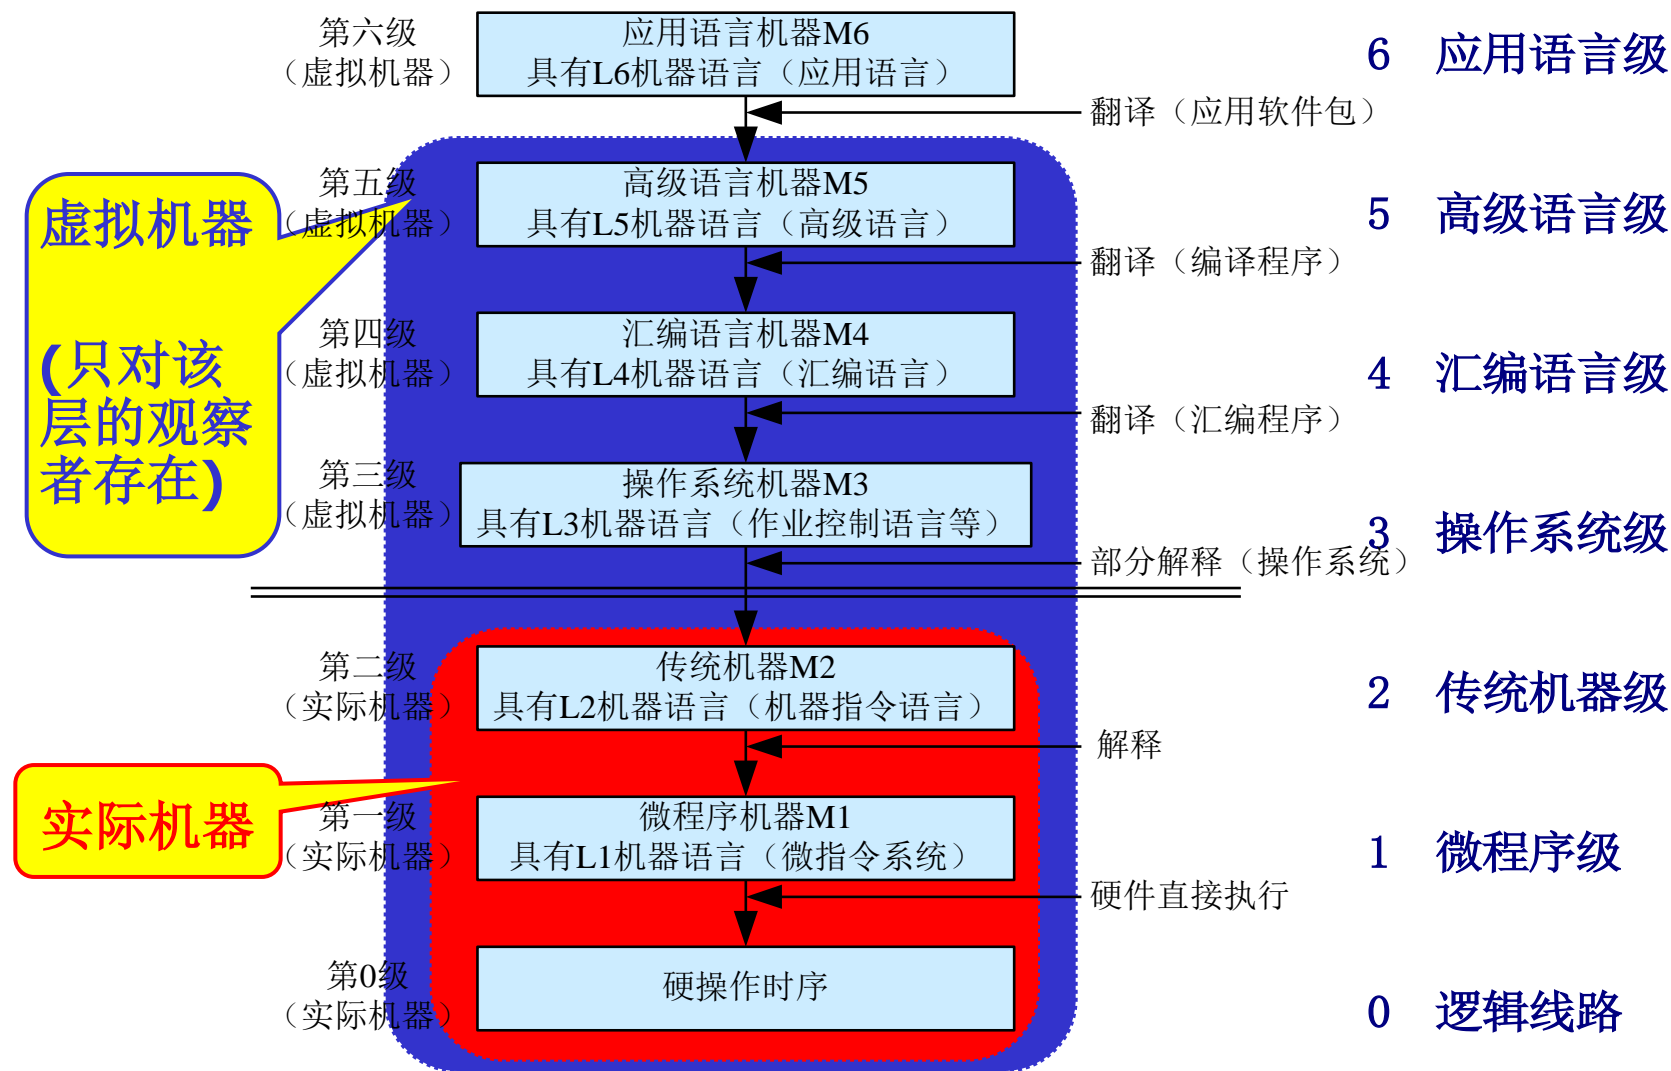 第六级
（虚拟机器）
应用语言机器M6
具有L6机器语言（应用语言）
6 应用语言级
翻译（应用软件包）
虚拟机器
(只对该
层的观察
者存在)
第五级
（虚拟机器）
高级语言机器M5
具有L5机器语言（高级语言）
5 高级语言级
翻译（编译程序）
第四级
（虚拟机器）
汇编语言机器M4
具有L4机器语言（汇编语言）
4 汇编语言级
翻译（汇编程序）
第三级
（虚拟机器）
操作系统机器M3
具有L3机器语言（作业控制语言等）
3 操作系统级
部分解释（操作系统）
第二级
（实际机器）
传统机器M2
具有L2机器语言（机器指令语言）
2 传统机器级
解释
实际机器
第一级
（实际机器）
微程序机器M1
具有L1机器语言（微指令系统）
1 微程序级
硬件直接执行
第0级
（实际机器）
硬操作时序
0 逻辑线路